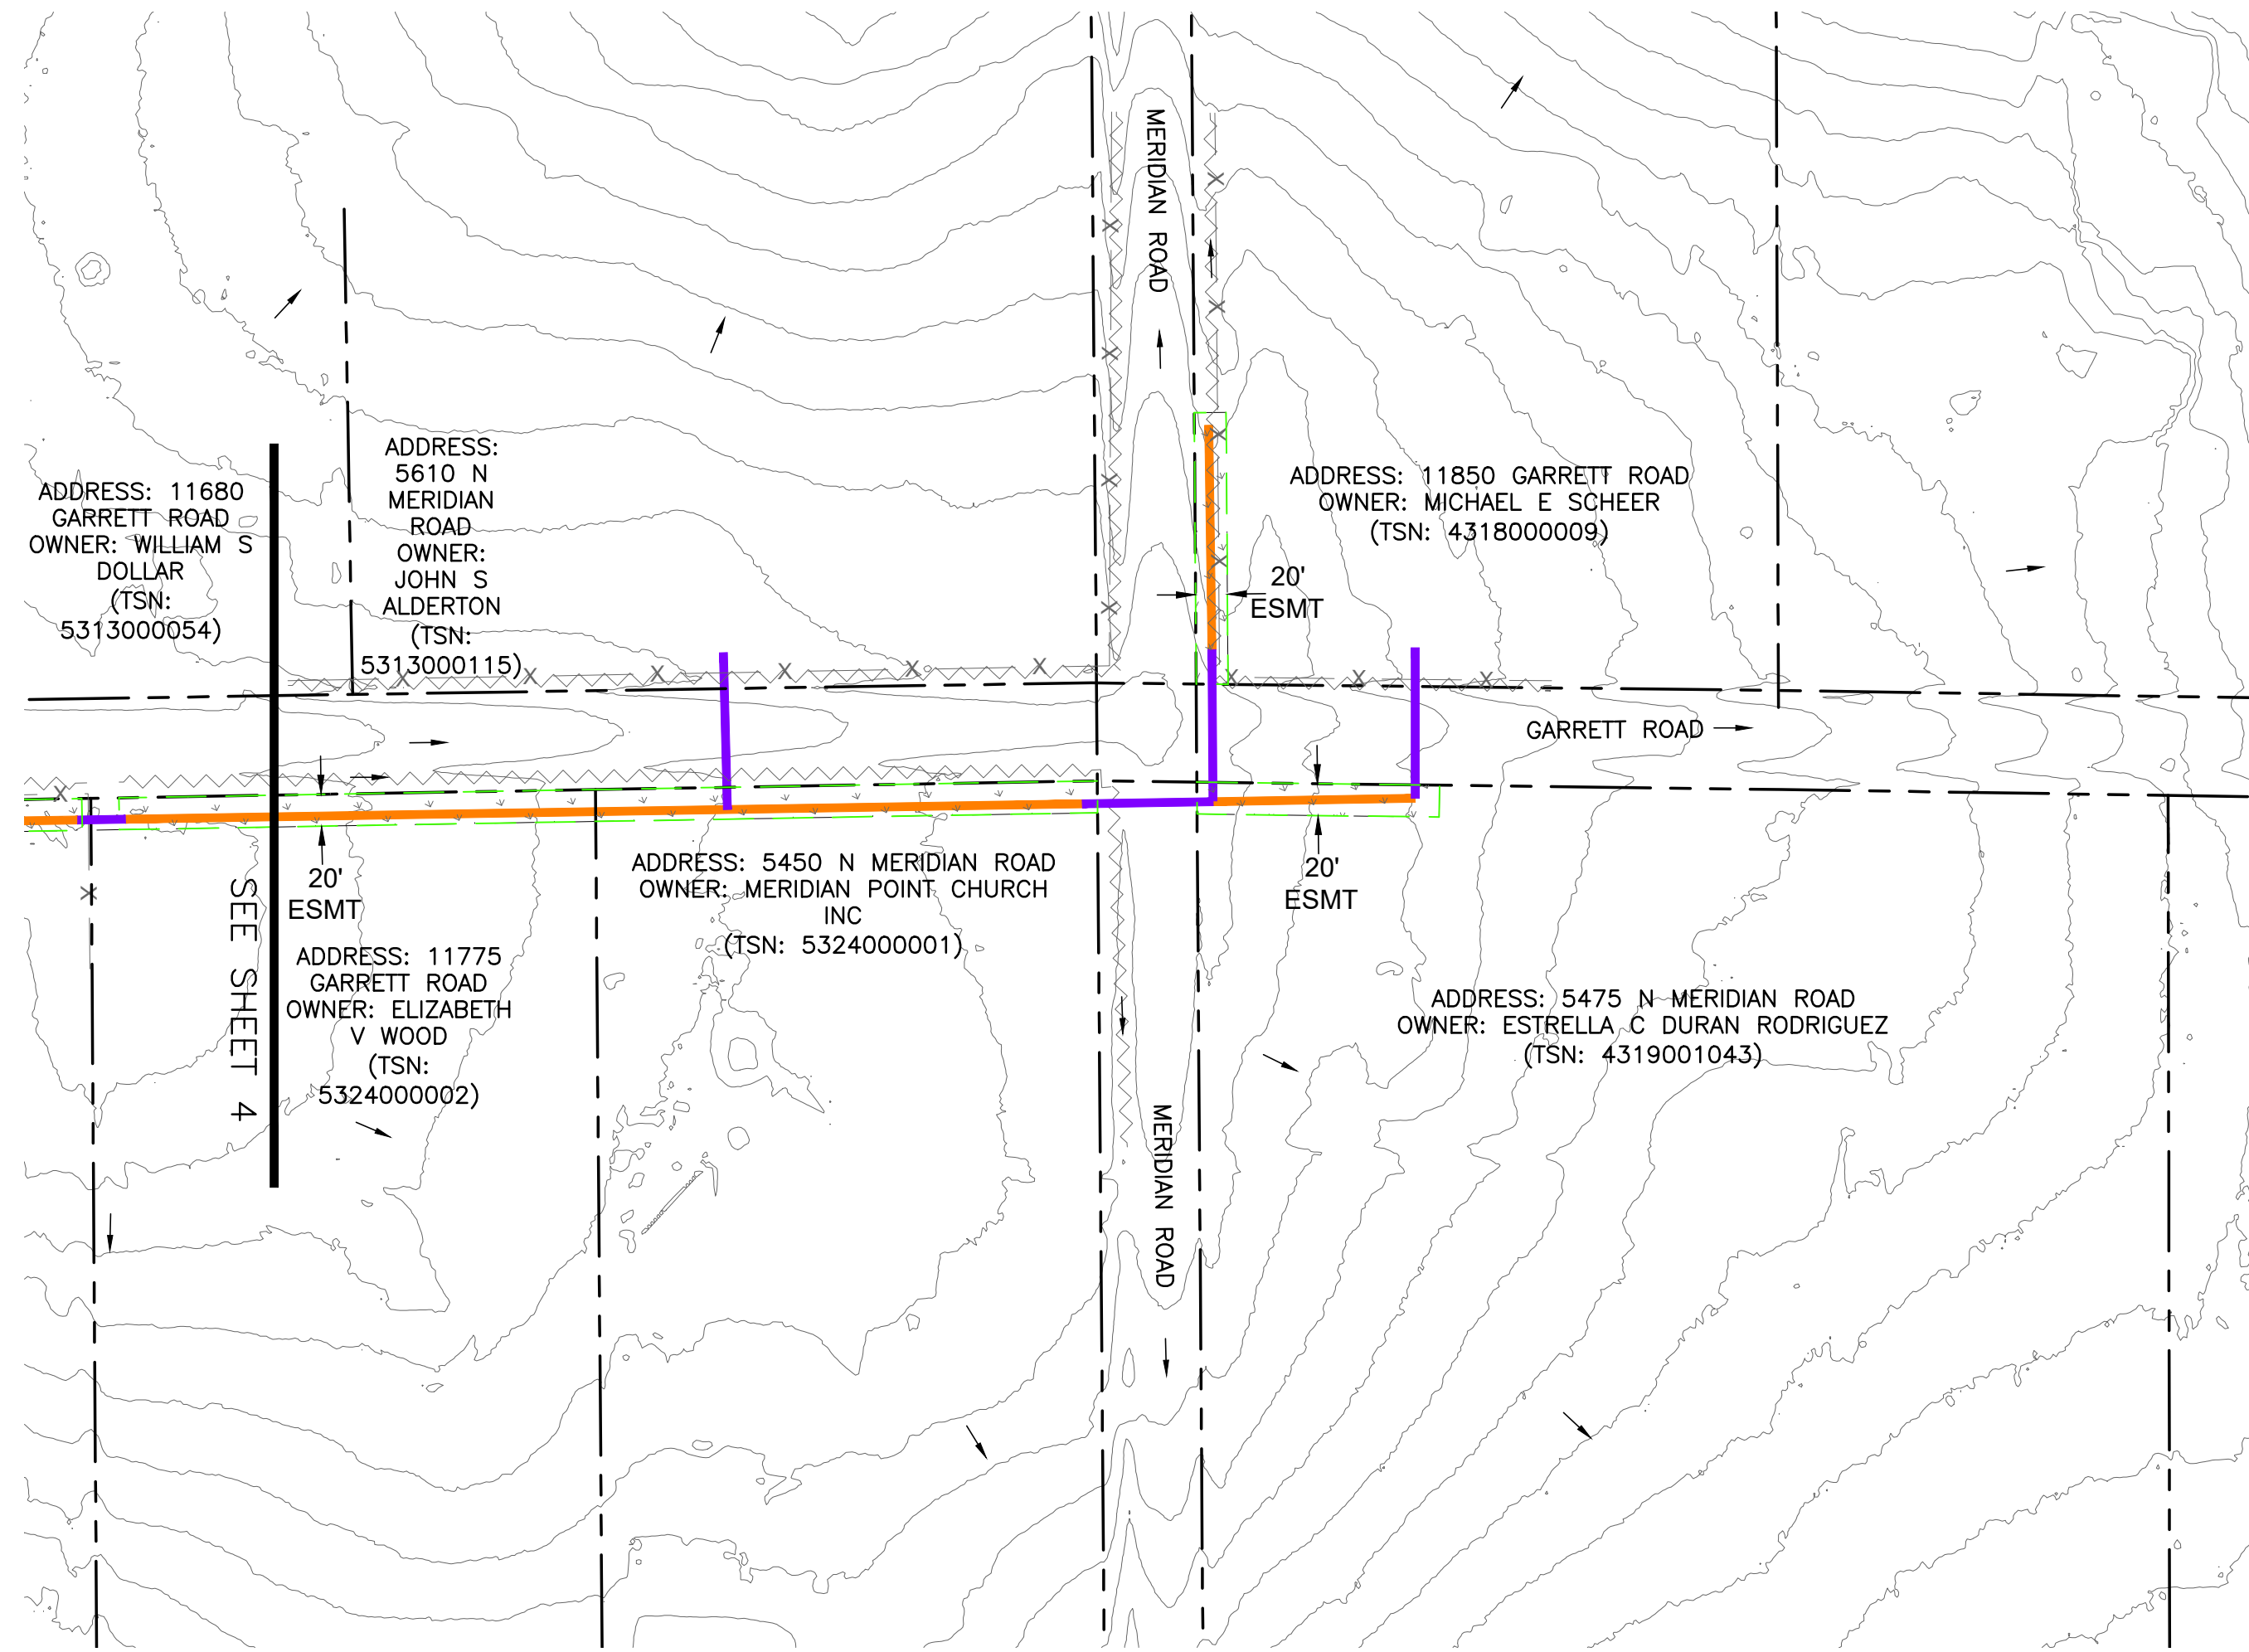 MERIDIAN ROAD
ADDRESS:
5610 N
MERIDIAN
ROAD
OWNER:
JOHN S
ALDERTON
(TSN:
5313000115)
ADDRESS: 11680
GARRETT ROAD
OWNER: WILLIAM S
DOLLAR
(TSN:
5313000054)
ADDRESS: 11850 GARRETT ROAD
OWNER: MICHAEL E SCHEER
(TSN: 4318000009)
20'
ESMT
GARRETT ROAD
ADDRESS: 5450 N MERIDIAN ROAD
OWNER: MERIDIAN POINT CHURCH
INC
(TSN: 5324000001)
20'
ESMT
20'
ESMT
SEE SHEET 4
ADDRESS: 11775
GARRETT ROAD
OWNER: ELIZABETH
V WOOD
(TSN:
5324000002)
ADDRESS: 5475 N MERIDIAN ROAD
OWNER: ESTRELLA C DURAN RODRIGUEZ
(TSN: 4319001043)
MERIDIAN ROAD